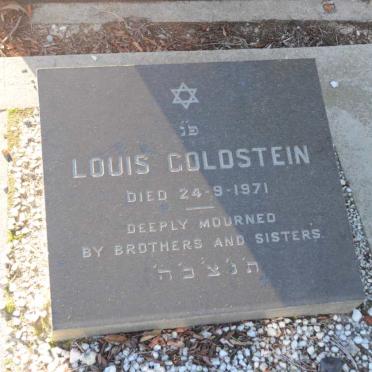 פ"נ
LOUIS GOLDSTEIN
DIED 24-9-1971
DEEPLY MOURNED
BY BROTHERS AND SISTERS
ת'נ'צ'ב'ה'